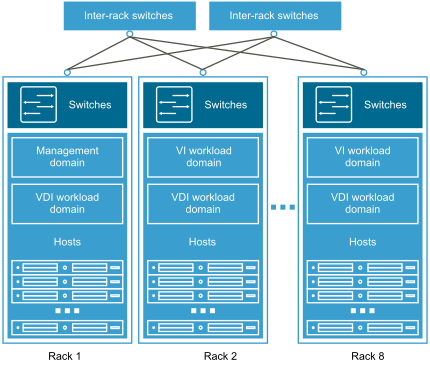 Inter-rack switches Inter-rack switches
Switches Switches Switches
Management domain VI workload domain VI workload domain
VDI workload domain VDI workload domain VDI workload domain
Hosts Hosts Hosts
Rack 1 Rack 2 Rack 8